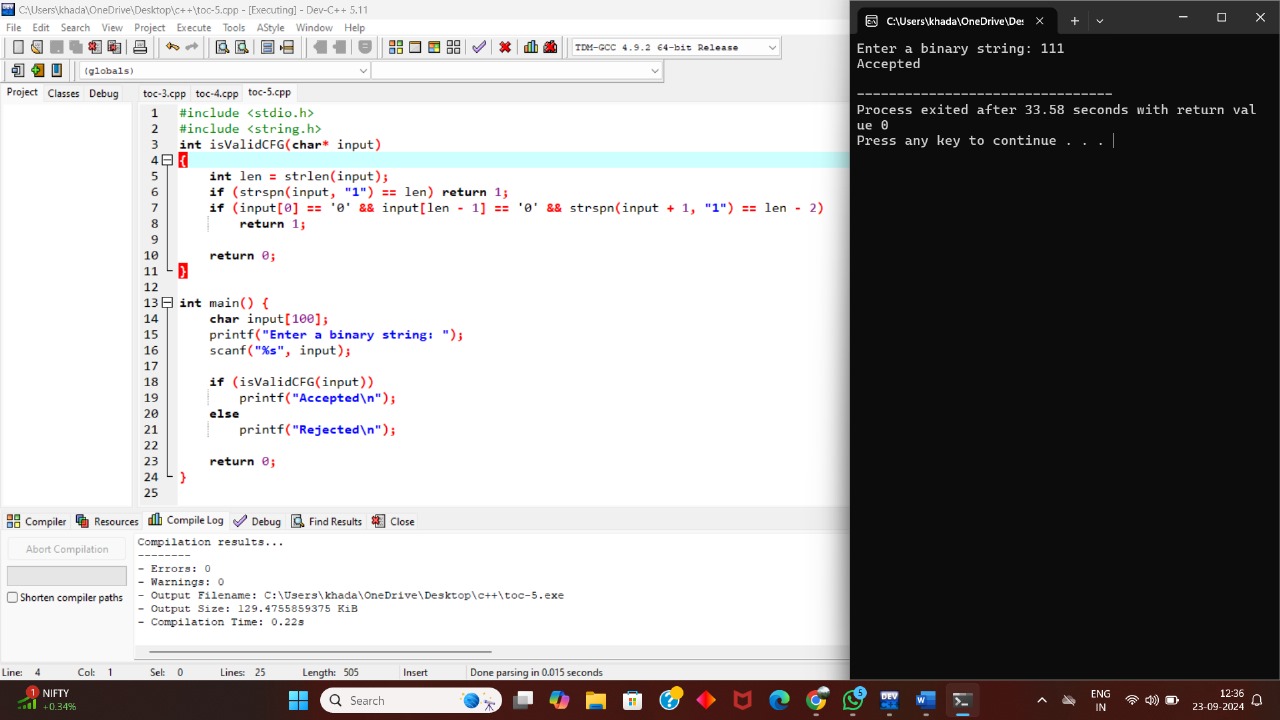 C:\Users\khada\OneDrive\Desktop\c++\toc-5.cpp - [Executing] - Dev-C++ 5.11
File Edit Search View Project Execute Tools AStyle Window Help
TDM-GCC 4.9.2 64-bit Release
(globals)
Project Classes Debug
toc-3.cpp toc-4.cpp toc-5.cpp
1 #include <stdio.h>
2 #include <string.h>
3 int isValidCFG(char* input)
4 {
5 int len = strlen(input);
6 if (strspn(input, "1") == len) return 1;
7 if (input[0] == '0' && input[len - 1] == '0' && strspn(input + 1, "1") == len - 2)
8 return 1;
9
10 return 0;
11 }
12
13 int main() {
14 char input[100];
15 printf("Enter a binary string: ");
16 scanf("%s", input);
17
18 if (isValidCFG(input))
19 printf("Accepted\n");
20 else
21 printf("Rejected\n");
22
23 return 0;
24 }
25
Compiler Resources Compile Log Debug Find Results Close
Abort Compilation
Shorten compiler paths
Compilation results...
--------
- Errors: 0
- Warnings: 0
- Output Filename: C:\Users\khada\OneDrive\Desktop\c++\toc-5.exe
- Output Size: 129.4755859375 KiB
- Compilation Time: 0.22s
Line: 4 Col: 1 Sel: 0 Lines: 25 Length: 505 Insert Done parsing in 0.015 seconds
C:\Users\khada\OneDrive\Des
Enter a binary string: 111
Accepted
--------------------------------
Process exited after 33.58 seconds with return val
ue 0
Press any key to continue . . .
1
NIFTY
+0.34%
Search
DEV
5
ENG
IN
12:36
23-09-2024